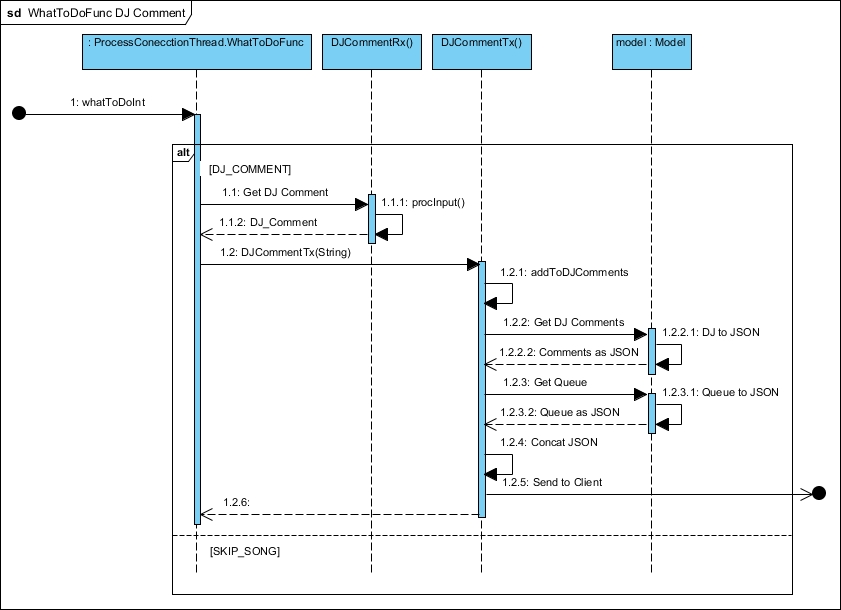 sd WhatToDoFunc DJ Comment
: ProcessConecctionThread.WhatToDoFunc
DJCommentRx()
DJCommentTx()
model : Model
1: whatToDoInt
alt
[DJ_COMMENT]
1.1: Get DJ Comment
1.1.1: procInput()
1.1.2: DJ_Comment
1.2: DJCommentTx(String)
1.2.1: addToDJComments
1.2.2: Get DJ Comments
1.2.2.1: DJ to JSON
1.2.2.2: Comments as JSON
1.2.3: Get Queue
1.2.3.1: Queue to JSON
1.2.3.2: Queue as JSON
1.2.4: Concat JSON
1.2.5: Send to Client
1.2.6:
[SKIP_SONG]